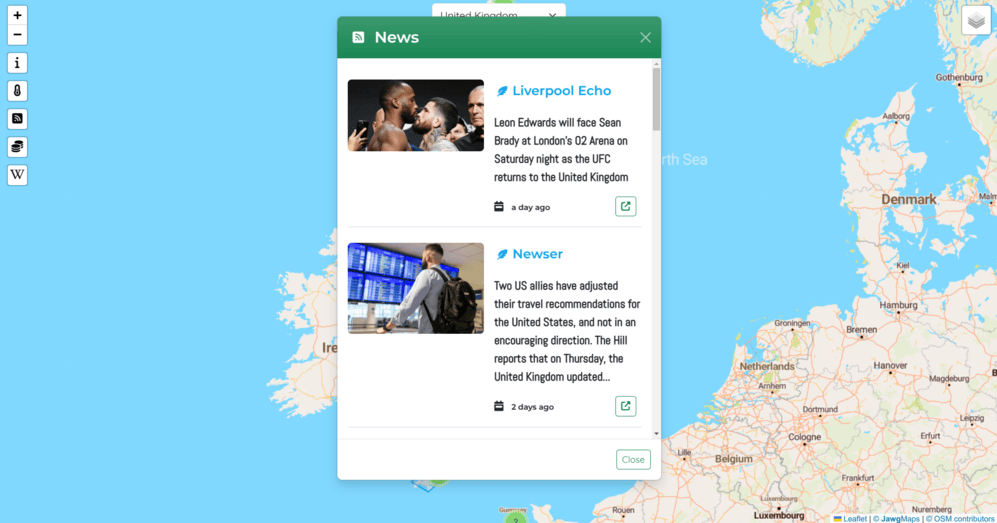 +
−
i
W
United Kingdom
News
Liverpool Echo
Leon Edwards will face Sean
Brady at London's O2 Arena on
Saturday night as the UFC
returns to the United Kingdom
a day ago
Newser
Two US allies have adjusted
their travel recommendations for
the United States, and not in an
encouraging direction. The Hill
reports that on Thursday, the
United Kingdom updated...
2 days ago
Close
Ire
rth Sea
Gothenburg
Aalborg
Denmark
Malm
Kiel
Hamburg
Groningen
Bremen
Netherlands
Hanover
B
Arnhem
Magdeburg
Dortmund
Leipzig
Cologne
Erfurt
Lille
Belgium
Frankfurt
Luxembourg
Luxembourg
Rouen
Guernsey
2
Leaflet | © JawgMaps | © OSM contributors